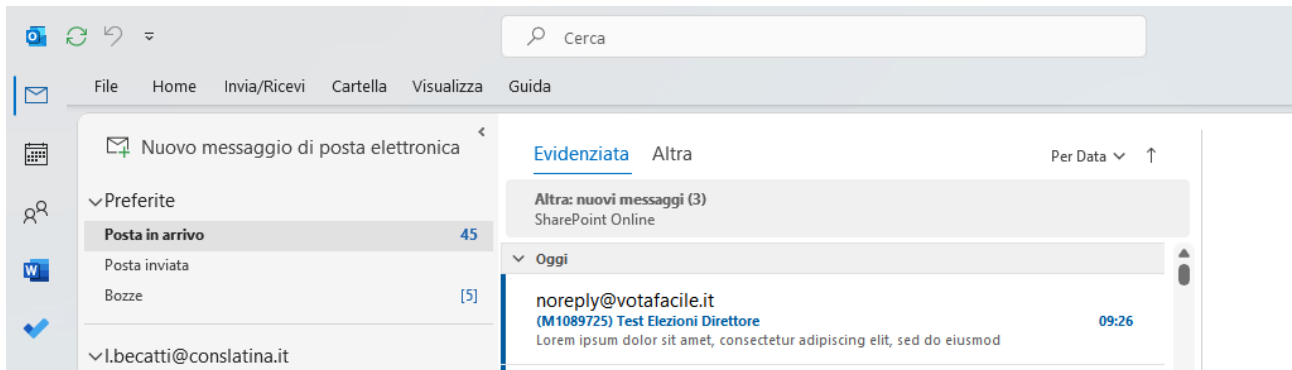 Cerca
File Home Invia/Ricevi Cartella Visualizza Guida
Nuovo messaggio di posta elettronica
Preferite
Posta in arrivo 45
Posta inviata
Bozze [5]
l.becatti@conslatina.it
Evidenziata Altra Per Data
Altra: nuovi messaggi (3)
SharePoint Online
Oggi
noreply@votafacile.it
(M1089725) Test Elezioni Direttore 09:26
Lorem ipsum dolor sit amet, consectetur adipiscing elit, sed do eiusmod